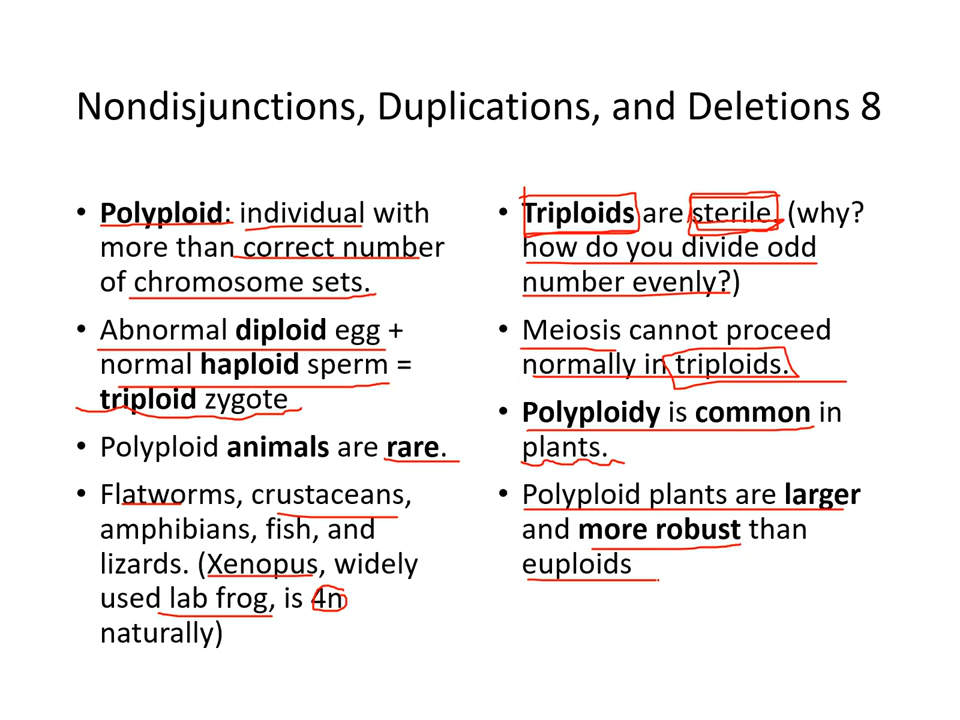 Nondisjunctions, Duplications, and Deletions 8
• Polyploid: individual with
more than correct number
of chromosome sets.
• Abnormal diploid egg +
normal haploid sperm =
triploid zygote
• Polyploid animals are rare.
• Flatworms, crustaceans,
amphibians, fish, and
lizards. (Xenopus, widely
used lab frog, is 4n
naturally)
• Triploids are sterile. (why?
how do you divide odd
number evenly?)
• Meiosis cannot proceed
normally in triploids.
• Polyploidy is common in
plants.
• Polyploid plants are larger
and more robust than
euploids